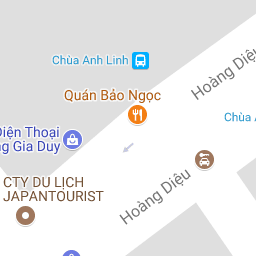 Chùa Anh Linh
Hoàng Diệu
Quán Bảo Ngọc
Chùa A
Điện Thoại
ng Gia Duy
CTY DU LỊCH
JAPANTOURIST
Hoàng Diệu